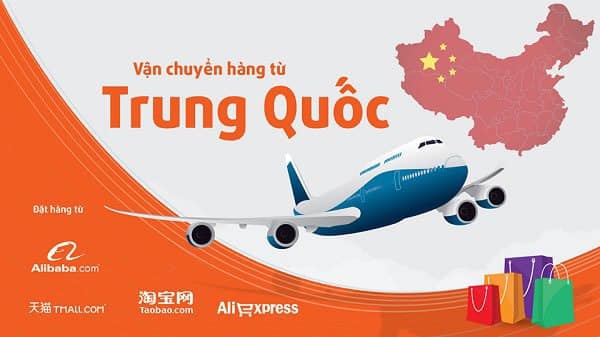 Vận chuyển hàng từ
Trung Quốc
Đặt hàng từ
Alibaba.com
天猫 TMALL.COM
淘宝网
Taobao.com
AliExpress